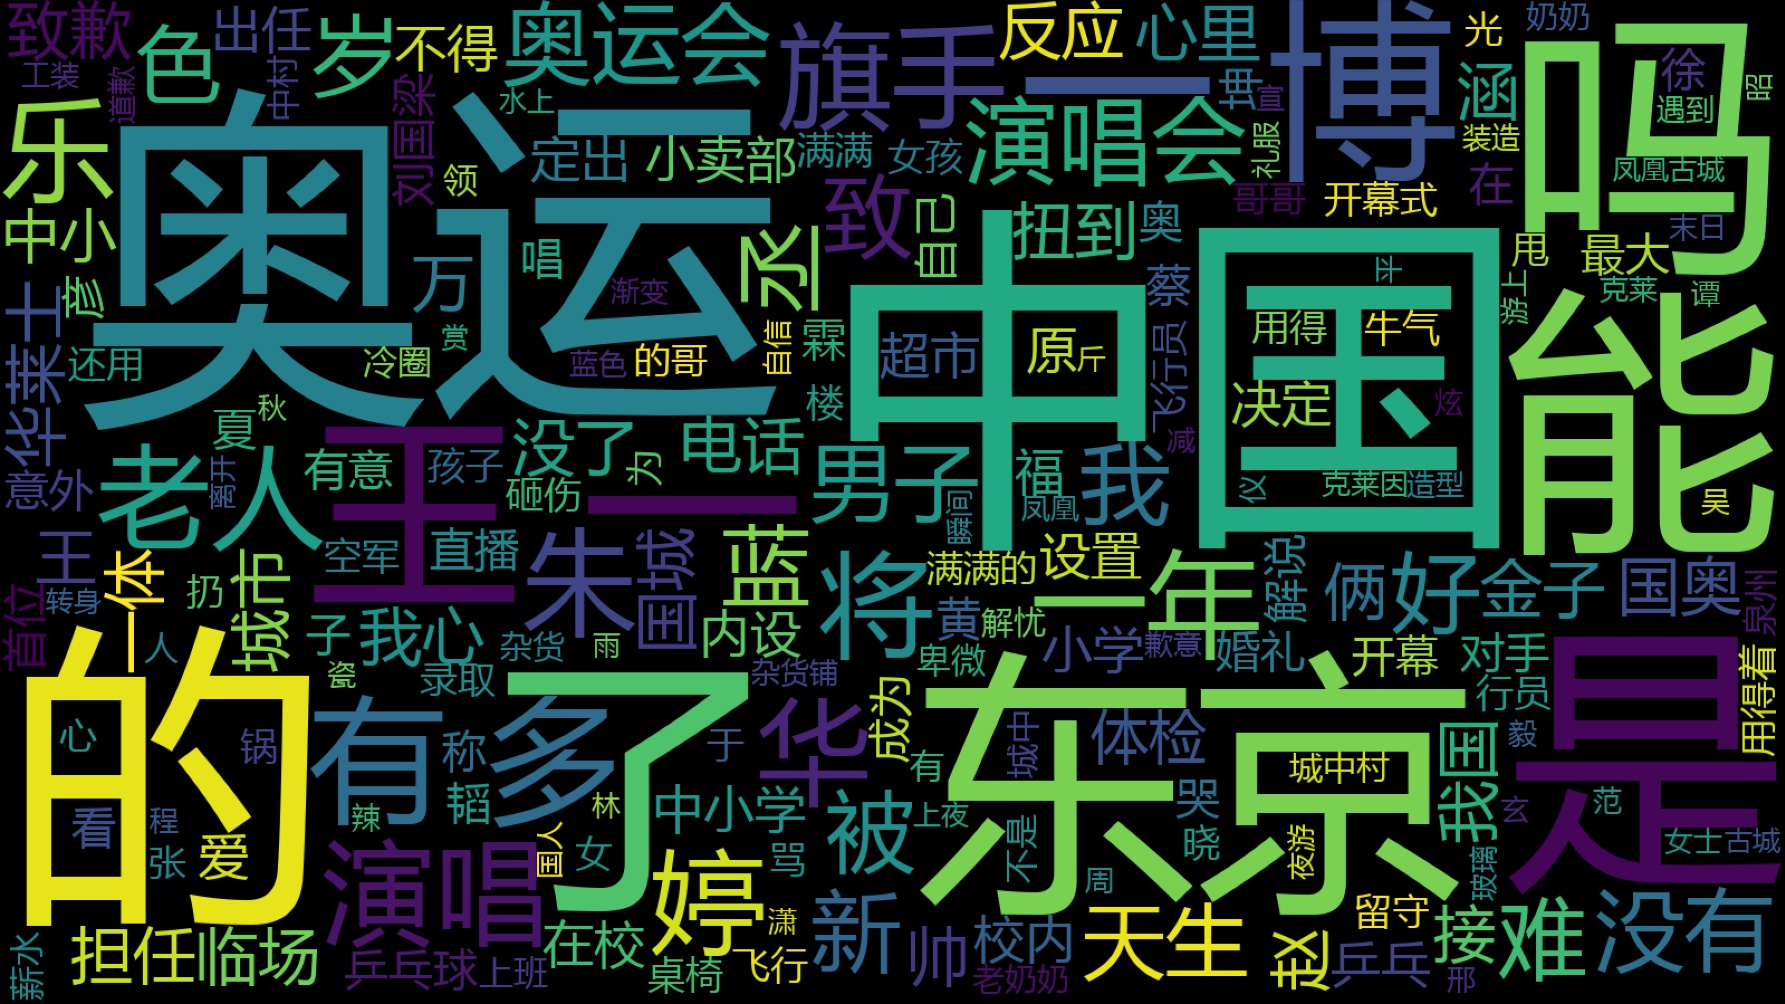 致歉
色
出任
岁
不得
奥运会
旗手
反应
心里
博
光
奶奶
吗
工装
道歉
中村
刘国梁
水上
一
世
宣
涵
徐
遇到
昭
乐
奥运
定出
小卖部
满满
女孩
演唱会
礼服
装造
在
凤凰古城
领
致
哥哥
开幕式
中小
彦
万
唱
丞
自己
扭到
奥
甩
最大
末日
渐变
中国
蔡
平
游上
克莱
谭
华莱士
赏
蓝色
的哥
自信
霖
超市
原
斤
飞行员
用得
牛气
能
还用
冷圈
楼
决定
炫
夏
秋
王一
没了
电话
男子
福
我
减
老人
有意
孩子
为
意外
离开
砸伤
瞬间
凤凰
仪
克莱因
造型
吴
王
一体
空军
直播
朱
国城
蓝
将
满满的
设置
一年
解说
俩
好
金子
国奥
泉州
首位
转身
扔
城市
子
我心
杂货
雨
内设
黄
解忧
小学
歉意
婚礼
开幕
对手
用得着
人
的
瓷
录取
了
杂货铺
卑微
东京
行员
是
心
锅
有
多
称
于
华
成为
城中
体检
城中村
我国
毅
看
程
张
爱
辣
韬
林
中小学
有
被
上夜
哭
玄
范
国人
女
骂
不是
晓
夜游
女士
古城
演唱
婷
周
玻璃
薪水
担任
临场
乒乓球
上班
在校
桌椅
潇
飞行
新
帅
校内
老奶奶
天生
赵
留守
乒乓
接
邢
难
没有